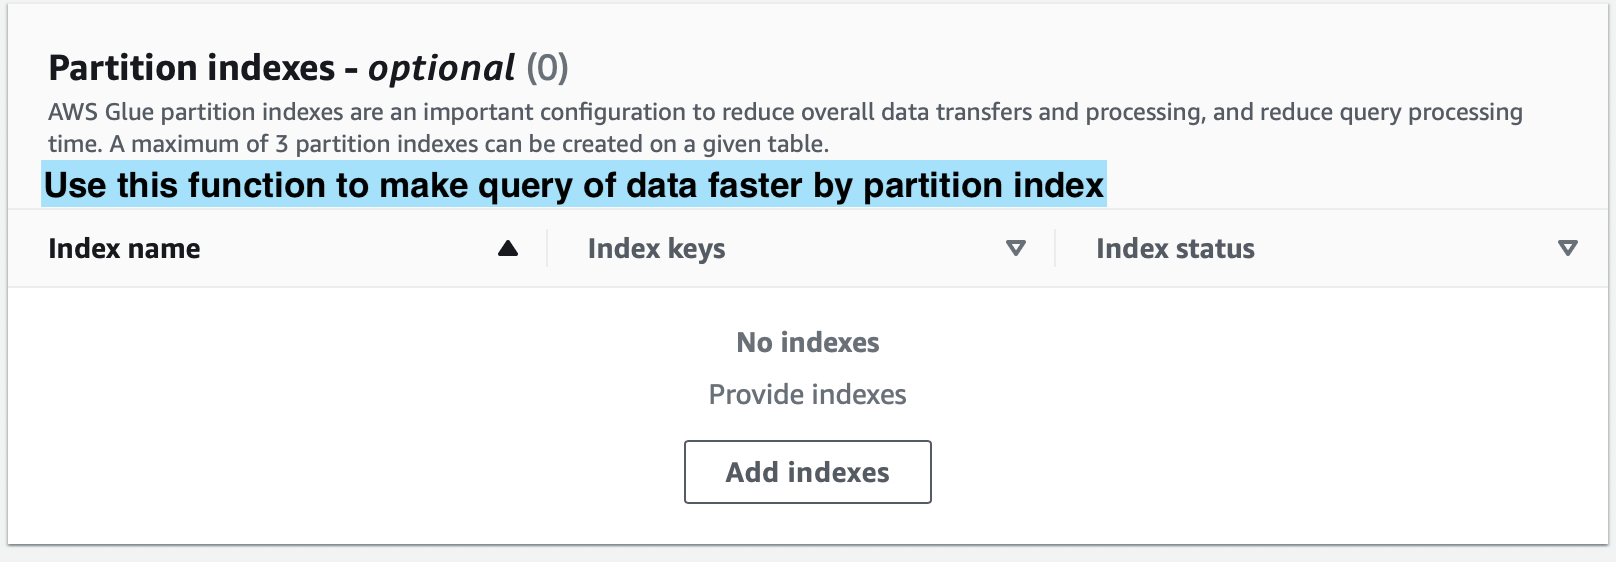 Partition indexes - optional (0)
AWS Glue partition indexes are an important configuration to reduce overall data transfers and processing, and reduce query processing
time. A maximum of 3 partition indexes can be created on a given table.
Use this function to make query of data faster by partition index
Index name
Index keys
Index status
No indexes
Provide indexes
Add indexes